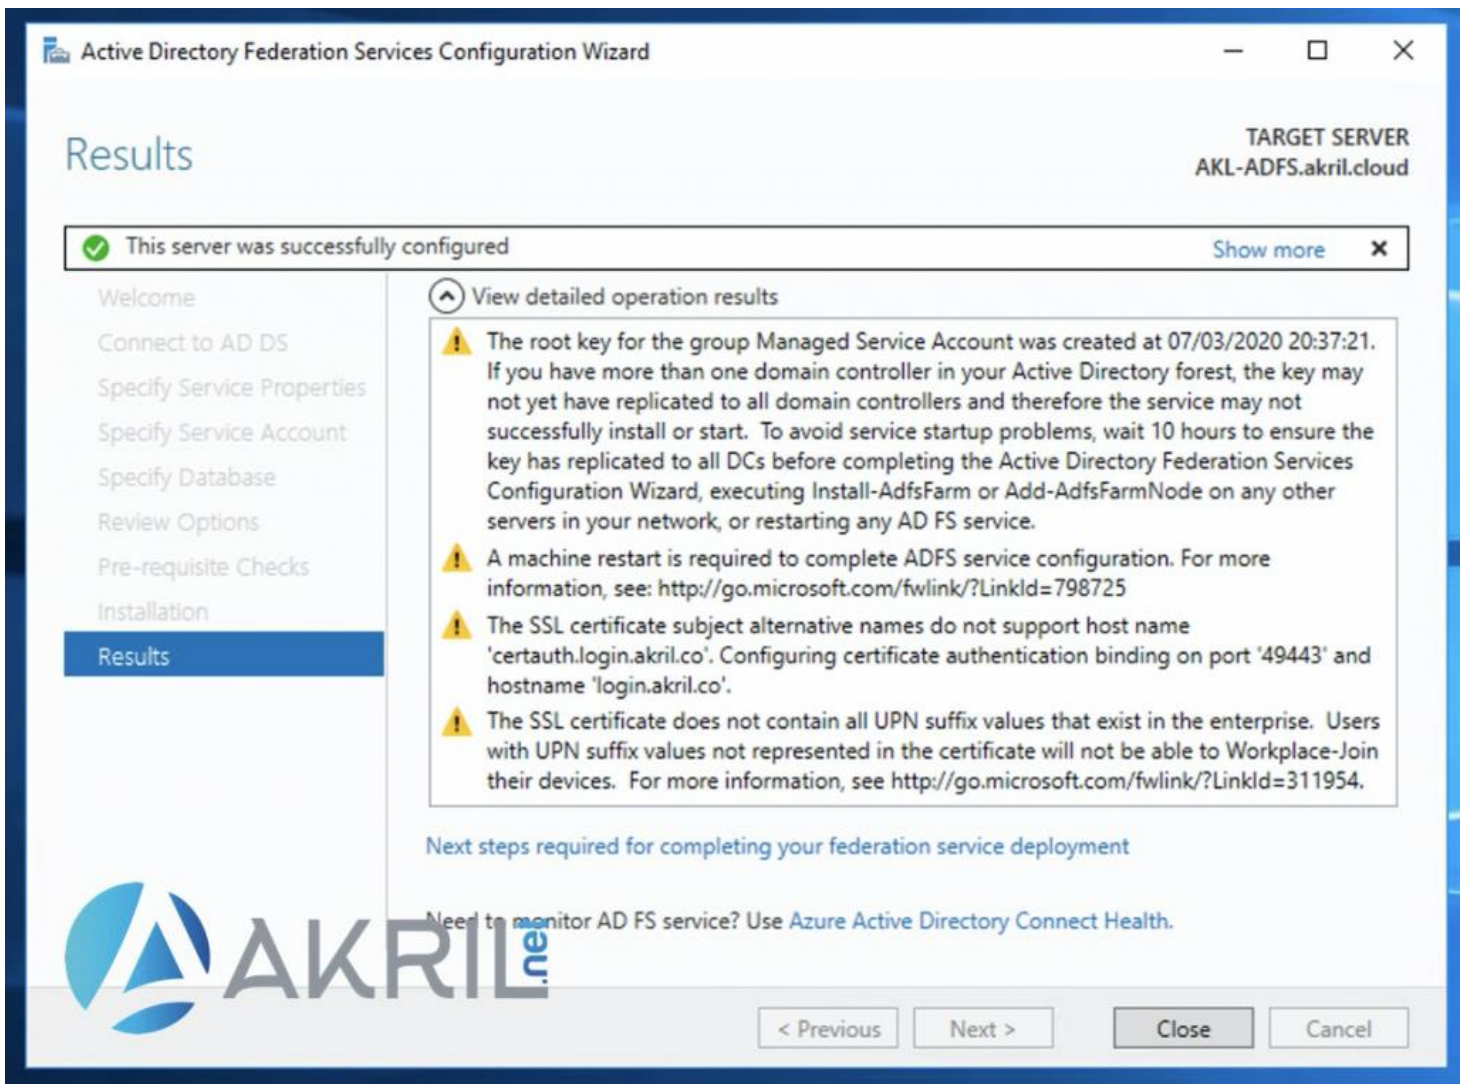 Active Directory Federation Services Configuration Wizard
Results
TARGET SERVER
AKL-ADFS.akril.cloud
This server was successfully configured
Show more
Welcome
Connect to AD DS
Specify Service Properties
Specify Service Account
Specify Database
Review Options
Pre-requisite Checks
Installation
Results
View detailed operation results
The root key for the group Managed Service Account was created at 07/03/2020 20:37:21.
If you have more than one domain controller in your Active Directory forest, the key may
not yet have replicated to all domain controllers and therefore the service may not
successfully install or start.  To avoid service startup problems, wait 10 hours to ensure the
key has replicated to all DCs before completing the Active Directory Federation Services
Configuration Wizard, executing Install-AdfsFarm or Add-AdfsFarmNode on any other
servers in your network, or restarting any AD FS service.
A machine restart is required to complete ADFS service configuration. For more
information, see: http://go.microsoft.com/fwlink/?LinkId=798725
The SSL certificate subject alternative names do not support host name
'certauth.login.akril.co'. Configuring certificate authentication binding on port '49443' and
hostname 'login.akril.co'.
The SSL certificate does not contain all UPN suffix values that exist in the enterprise.  Users
with UPN suffix values not represented in the certificate will not be able to Workplace-Join
their devices.  For more information, see http://go.microsoft.com/fwlink/?LinkId=311954.
Next steps required for completing your federation service deployment
Need to monitor AD FS service? Use Azure Active Directory Connect Health.
AKRIL.net
< Previous
Next >
Close
Cancel